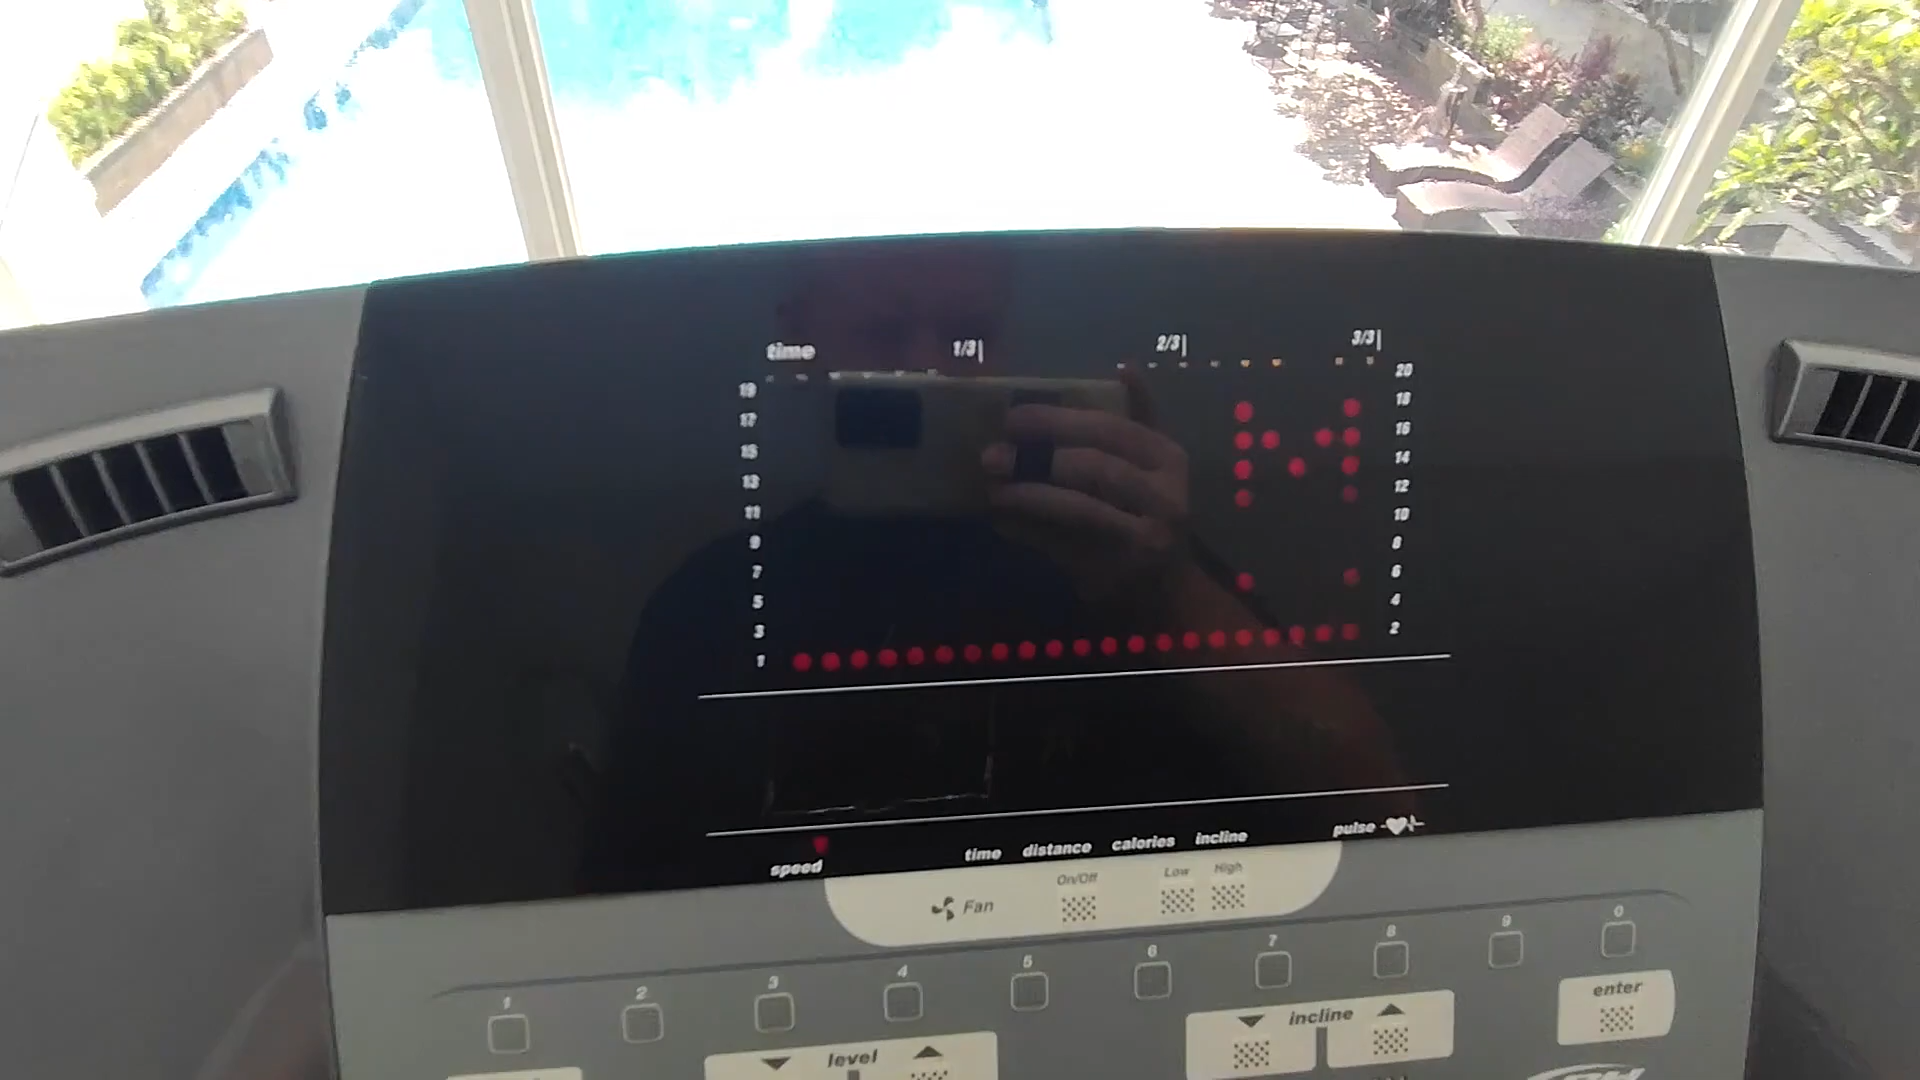 time 1/3 2/3 3/3
19 20
17 18
15 16
13 14
11 12
9 10
7 8
5 6
3 4
1 2
M
speed time distance calories incline pulse
Fan On/Off Low High
1 2 3 4 5 6 7 8 9 0
level incline enter